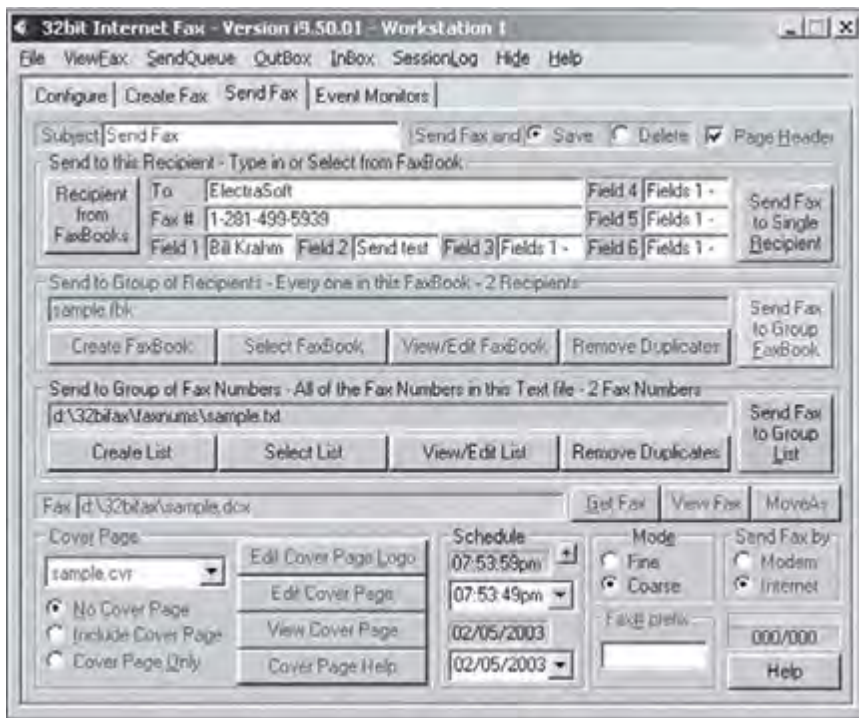 32bit Internet Fax - Version i9.50.01 - Workstation 1
File ViewFax SendQueue OutBox InBox SessionLog Hide Help
Configure Create Fax Send Fax Event Monitors
Subject Send Fax Send Fax and Save Delete Page Header
Send to this Recipient - Type in or Select from FaxBook
Recipient from FaxBooks
To ElectraSoft Field 4 Fields 1 -
Fax # 1-281-499-5939 Field 5 Fields 1 -
Field 1 Bill Krahm Field 2 Send test Field 3 Fields 1 - Field 6 Fields 1 -
Send Fax to Single Recipient
Send to Group of Recipients - Every one in this FaxBook - 2 Recipients
sample.fbk
Create FaxBook Select FaxBook View/Edit FaxBook Remove Duplicates
Send Fax to Group FaxBook
Send to Group of Fax Numbers - All of the Fax Numbers in this Text file - 2 Fax Numbers
d:\32bifax\faxnums\sample.txt
Create List Select List View/Edit List Remove Duplicates
Send Fax to Group List
Fax d:\32bifax\sample.dcx Get Fax View Fax MoveAs
Cover Page
sample.cvr
No Cover Page
Include Cover Page
Cover Page Only
Edit Cover Page Logo
Edit Cover Page
View Cover Page
Cover Page Help
Schedule
07:53:59pm
07:53:49pm
02/05/2003
02/05/2003
Mode
Fine
Coarse
Fax# prefix
Send Fax by
Modem
Internet
000/000
Help